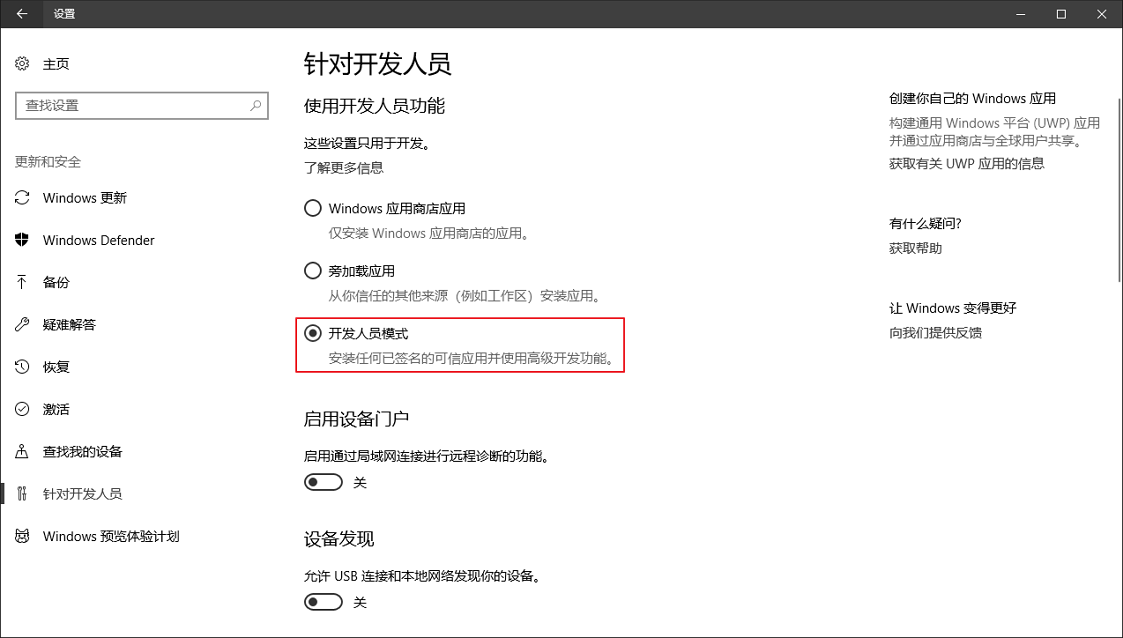 设置
主页
查找设置
更新和安全
Windows 更新
Windows Defender
备份
疑难解答
恢复
激活
查找我的设备
针对开发人员
Windows 预览体验计划
针对开发人员
使用开发人员功能
这些设置只用于开发。
了解更多信息
Windows 应用商店应用
仅安装 Windows 应用商店的应用。
旁加载应用
从你信任的其他来源（例如工作区）安装应用。
开发人员模式
安装任何已签名的可信应用并使用高级开发功能。
启用设备门户
启用通过局域网连接进行远程诊断的功能。
关
设备发现
允许 USB 连接和本地网络发现你的设备。
关
创建你自己的 Windows 应用
构建通用 Windows 平台 (UWP) 应用
并通过应用商店与全球用户共享。
获取有关 UWP 应用的信息
有什么疑问?
获取帮助
让 Windows 变得更好
向我们提供反馈